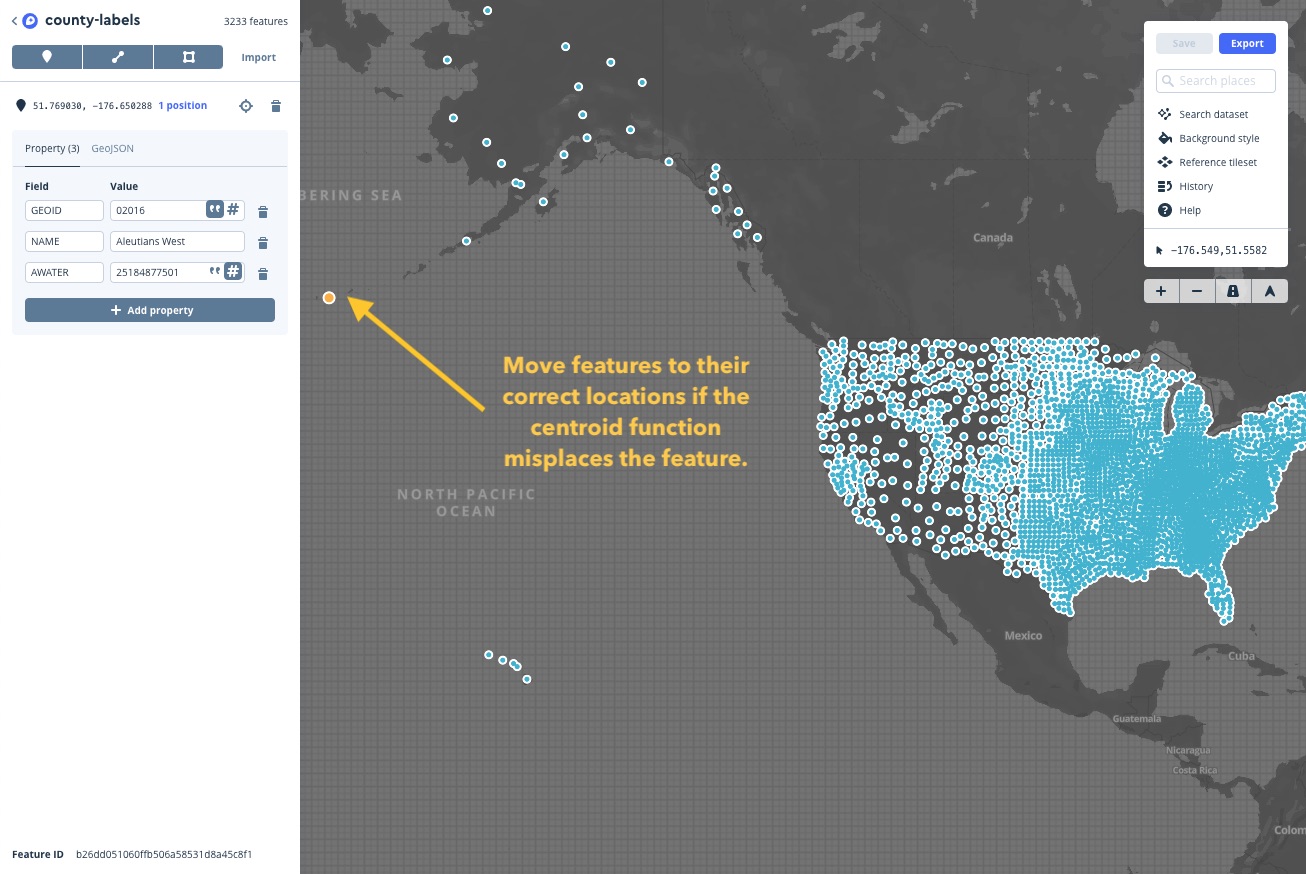 county-labels
3233 features
Import
51.769030, −176.650288 1 position
Property (3) GeoJSON
Field Value
GEOID 02016
NAME Aleutians West
AWATER 25184877501
+ Add property
Feature ID b26dd051060ffb506a58531d8a45c8f1
BERING SEA
Move features to their
correct locations if the
centroid function
misplaces the feature.
NORTH PACIFIC
OCEAN
Canada
Mexico
Cuba
Guatemala
Nicaragua
Costa Rica
Colom
Save Export
Search places
Search dataset
Background style
Reference tileset
History
Help
−176.549,51.5582